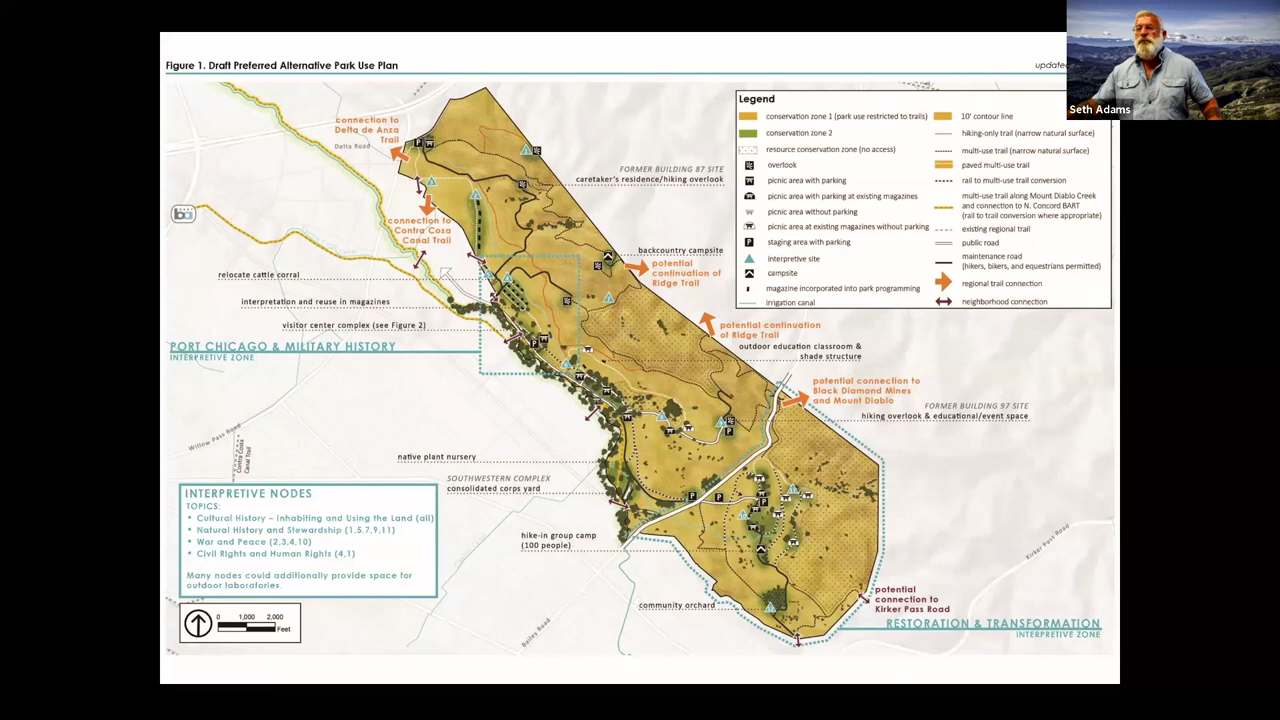 Figure 1. Draft Preferred Alternative Park Use Plan
Seth Adams
Legend
conservation zone 1 (park use restricted to trails)
conservation zone 2
resource conservation zone (no access)
overlook
picnic area with parking
picnic area with parking at existing magazines
picnic area without parking
picnic area at existing magazines without parking
staging area with parking
interpretive site
campsite
magazine incorporated into park programming
irrigation canal
10' contour line
hiking-only trail (narrow natural surface)
multi-use trail (narrow natural surface)
paved multi-use trail
rail to multi-use trail conversion
multi-use trail along Mount Diablo Creek
and connection to N. Concord BART
(rail to trail conversion where appropriate)
existing regional trail
public road
maintenance road
(hikers, bikers, and equestrians permitted)
regional trail connection
neighborhood connection
connection to
Delta de Anza
Trail
Delta Road
FORMER BUILDING 87 SITE
caretaker's residence/hiking overlook
connection to
Contra Cosa
Canal Trail
ba
backcountry campsite
potential
continuation of
Ridge Trail
relocate cattle corral
interpretation and reuse in magazines
visitor center complex (see Figure 2)
PORT CHICAGO & MILITARY HISTORY
INTERPRETIVE ZONE
potential continuation
of Ridge Trail
outdoor education classroom &
shade structure
potential connection to
Black Diamond Mines
and Mount Diablo
FORMER BUILDING 97 SITE
hiking overlook & educational/event space
Willow Pass Road
Contra Cosa
Canal Trail
native plant nursery
SOUTHWESTERN COMPLEX
consolidated corps yard
hike-in group camp
(100 people)
community orchard
Bailey Road
Kirker Pass Road
potential
connection to
Kirker Pass Road
RESTORATION & TRANSFORMATION
INTERPRETIVE ZONE
INTERPRETIVE NODES
TOPICS:
• Cultural History – Inhabiting and Using the Land (all)
• Natural History and Stewardship (1,5,7,9,11)
• War and Peace (2,3,4,10)
• Civil Rights and Human Rights (4,1)
Many nodes could additionally provide space for
outdoor laboratories.
0 1,000 2,000
Feet